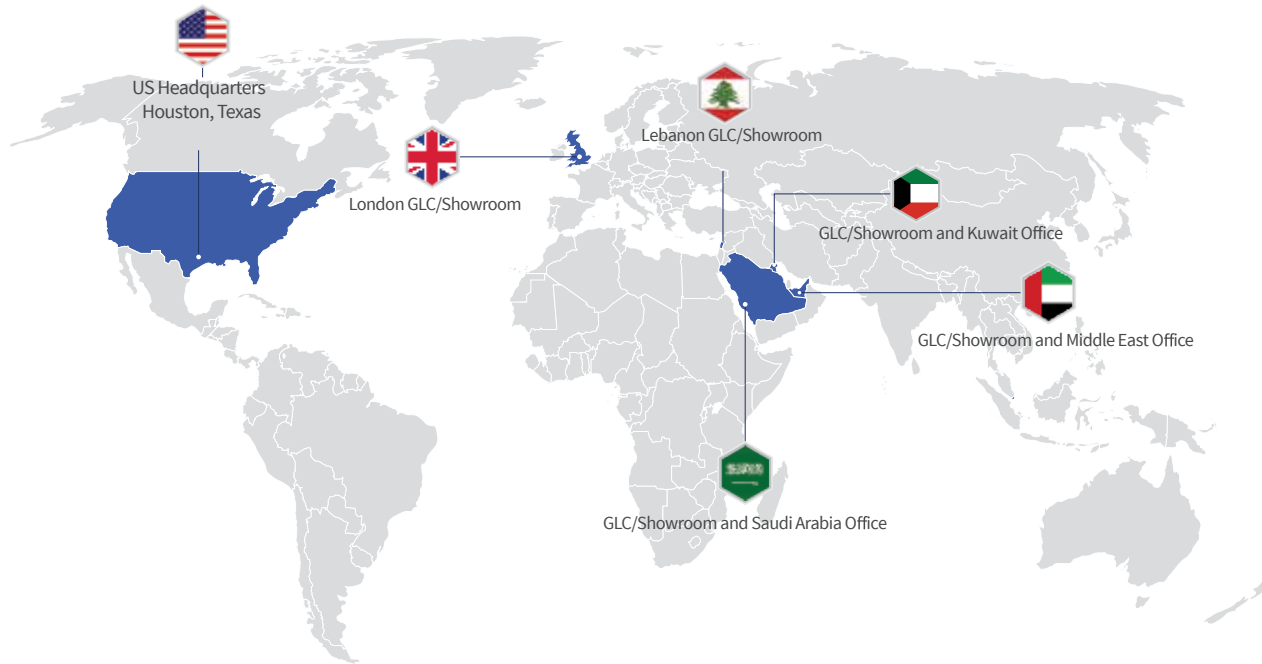 US Headquarters
Houston, Texas
Lebanon GLC/Showroom
London GLC/Showroom
GLC/Showroom and Kuwait Office
GLC/Showroom and Middle East Office
GLC/Showroom and Saudi Arabia Office